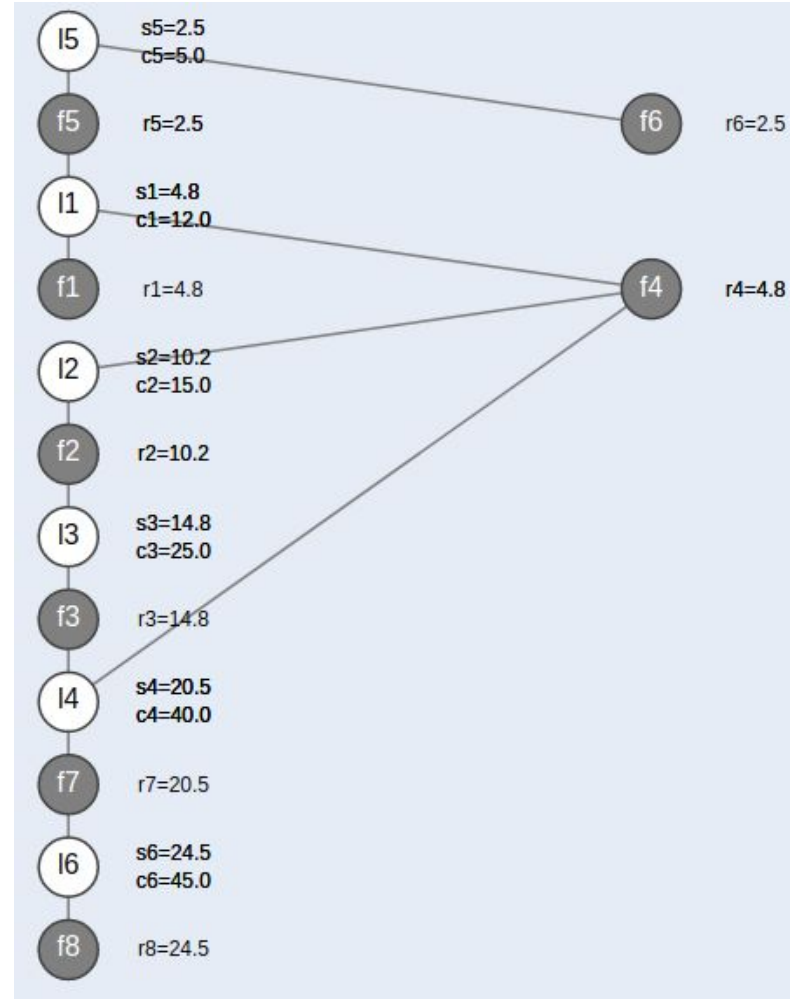 l5
s5=2.5
c5=5.0
f5
r5=2.5
f6
r6=2.5
l1
s1=4.8
c1=12.0
f1
r1=4.8
f4
r4=4.8
l2
s2=10.2
c2=15.0
f2
r2=10.2
l3
s3=14.8
c3=25.0
f3
r3=14.8
l4
s4=20.5
c4=40.0
f7
r7=20.5
l6
s6=24.5
c6=45.0
f8
r8=24.5